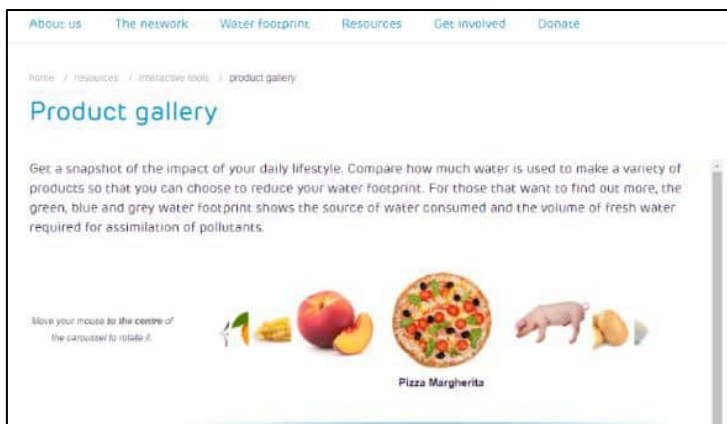 About us The network Water footprint Resources Get involved Donate
home / resources / interactive tools / product gallery
Product gallery
Get a snapshot of the impact of your daily lifestyle. Compare how much water is used to make a variety of
products so that you can choose to reduce your water footprint. For those that want to find out more, the
green, blue and grey water footprint shows the source of water consumed and the volume of fresh water
required for assimilation of pollutants.
Move your mouse to the centre of
the caroussel to rotate it.
Pizza Margherita